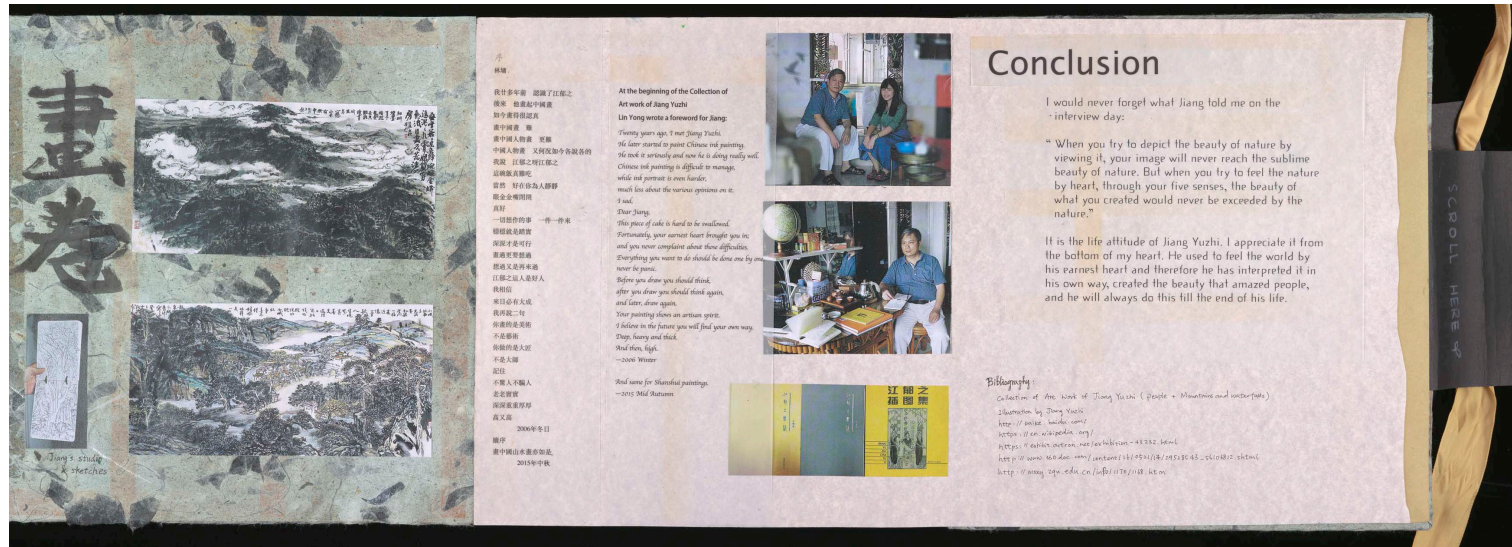 畫卷
Jiang's studio
& sketches
序
林墉
我廿多年前 認識了江郁之
後來 他畫起中國畫
如今畫得很認真
畫中國畫 難
畫中國人物畫 更難
中國人物畫 又何況如今各說各的
我說 江郁之呀江郁之
這碗飯真難吃
當然 好在你為人靜靜
眼金金嘴閉閉
真好
一切想作的事 一件一件來
穩穩就是踏實
深深才是可行
畫過更要想過
想過又是再來過
江郁之這人是好人
我相信
來日必有大成
我再說二句
你畫的是美術
不是藝術
你做的是大匠
不是大師
記住
不驚人不騙人
老老實實
深深重重厚厚
高又高
2006年冬日
續序
畫中國山水畫亦如是
2015年中秋
At the beginning of the Collection of
Art work of Jiang Yuzhi
Lin Yong wrote a foreword for Jiang:
Twenty years ago, I met Jiang Yuzhi.
He later started to paint Chinese ink painting.
He took it seriously and now he is doing really well.
Chinese ink painting is difficult to manage,
while ink portrait is even harder,
much less about the various opinions on it.
I said,
Dear Jiang,
This piece of cake is hard to be swallowed.
Fortunately, your earnest heart brought you in;
and you never complaint about these difficulties.
Everything you want to do should be done one by one
never be panic.
Before you draw you should think,
after you draw you should think again,
and later, draw again.
Your painting shows an artisan spirit.
I believe in the future you will find your own way.
Deep, heavy and thick.
And then, high.
—2006 Winter
And same for Shanshui paintings.
—2015 Mid Autumn
江郁之
插图集
Conclusion
I would never forget what Jiang told me on the
interview day:
“ When you try to depict the beauty of nature by
viewing it, your image will never reach the sublime
beauty of nature. But when you try to feel the nature
by heart, through your five senses, the beauty of
what you created would never be exceeded by the
nature.”
It is the life attitude of Jiang Yuzhi. I appreciate it from
the bottom of my heart. He used to feel the world by
his earnest heart and therefore he has interpreted it in
his own way, created the beauty that amazed people,
and he will always do this till the end of his life.
Bibliography:
Collection of Art Work of Jiang Yuzhi (People + Mountains and waterfalls)
Illustration by Jiang Yuzhi
http://baike.baidu.com/
https://en.wikipedia.org/
SCROLL HERE